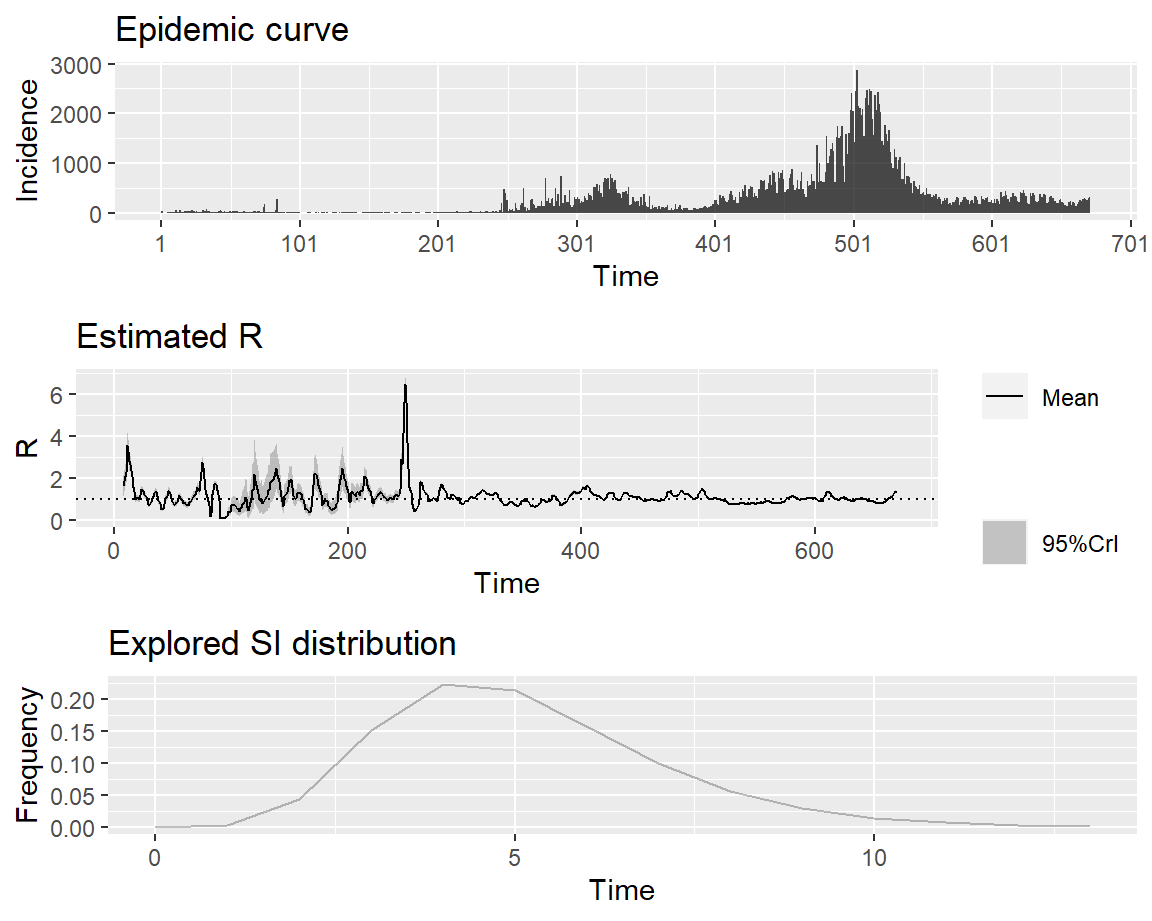 Epidemic curve
3000
2000
1000
0
Incidence
1 101 201 301 401 501 601 701
Time
Estimated R
6
4
2
0
R
0 200 400 600
Time
Mean
95%CrI
Explored SI distribution
0.20
0.15
0.10
0.05
0.00
Frequency
0 5 10
Time